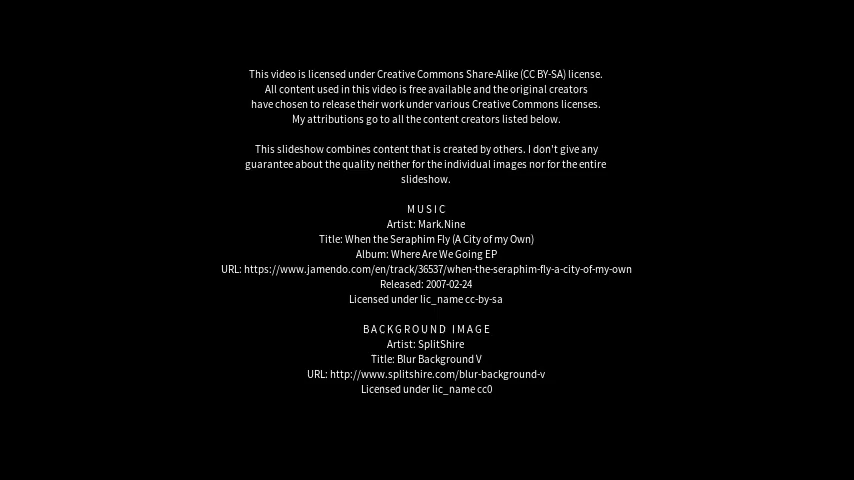 This video is licensed under Creative Commons Share-Alike (CC BY-SA) license.
All content used in this video is free available and the original creators
have chosen to release their work under various Creative Commons licenses.
My attributions go to all the content creators listed below.
This slideshow combines content that is created by others. I don't give any
guarantee about the quality neither for the individual images nor for the entire
slideshow.
MUSIC
Artist: Mark.Nine
Title: When the Seraphim Fly (A City of my Own)
Album: Where Are We Going EP
URL: https://www.jamendo.com/en/track/36537/when-the-seraphim-fly-a-city-of-my-own
Released: 2007-02-24
Licensed under lic_name cc-by-sa
BACKGROUND IMAGE
Artist: SplitShire
Title: Blur Background V
URL: http://www.splitshire.com/blur-background-v
Licensed under lic_name cc0